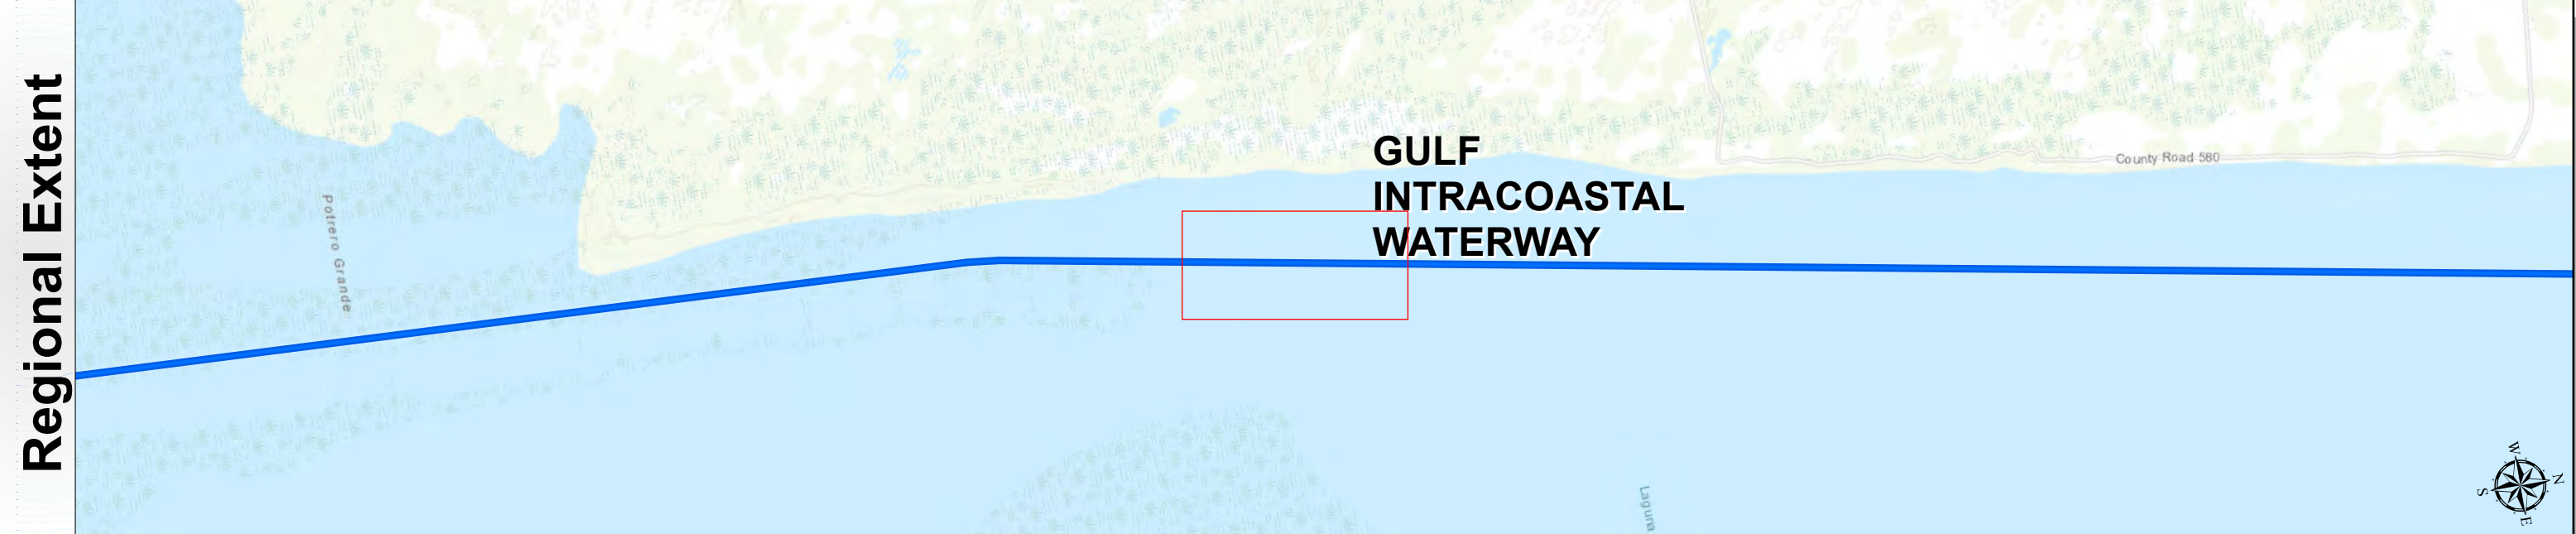 Regional Extent
Potrero Grande
GULF
INTRACOASTAL
WATERWAY
County Road 580
Laguna
W
N
S
E